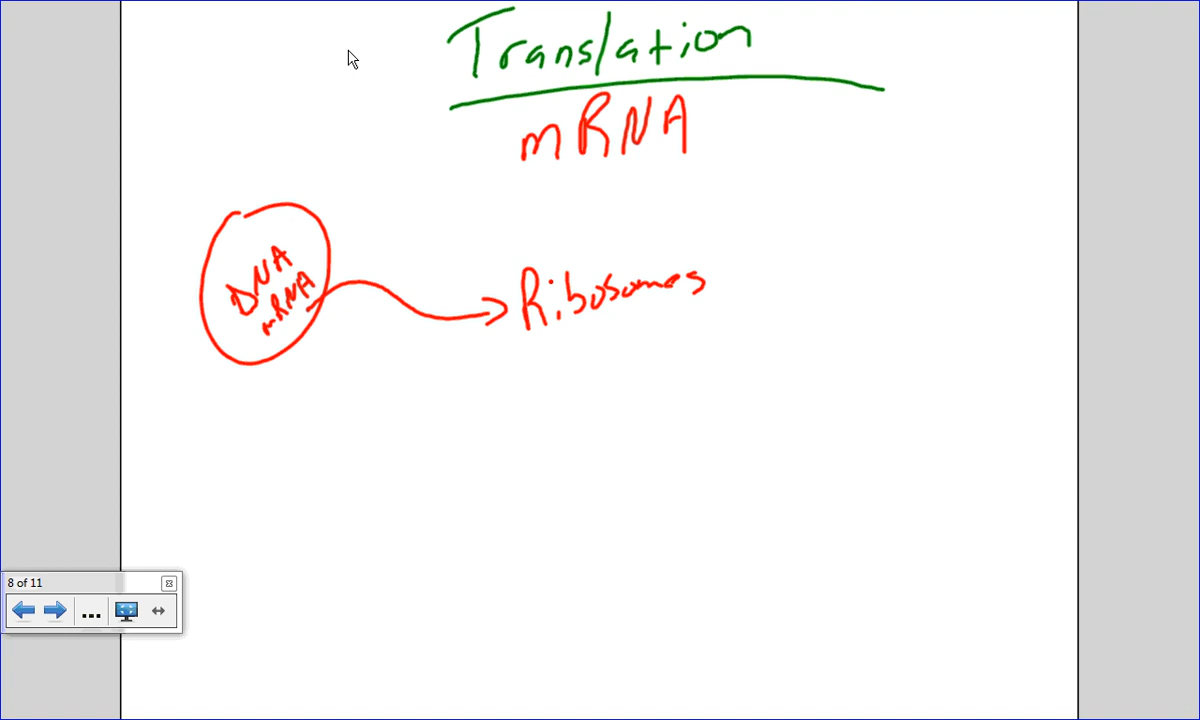 Translation
mRNA
DNA
mRNA
Ribosomes
8 of 11
...